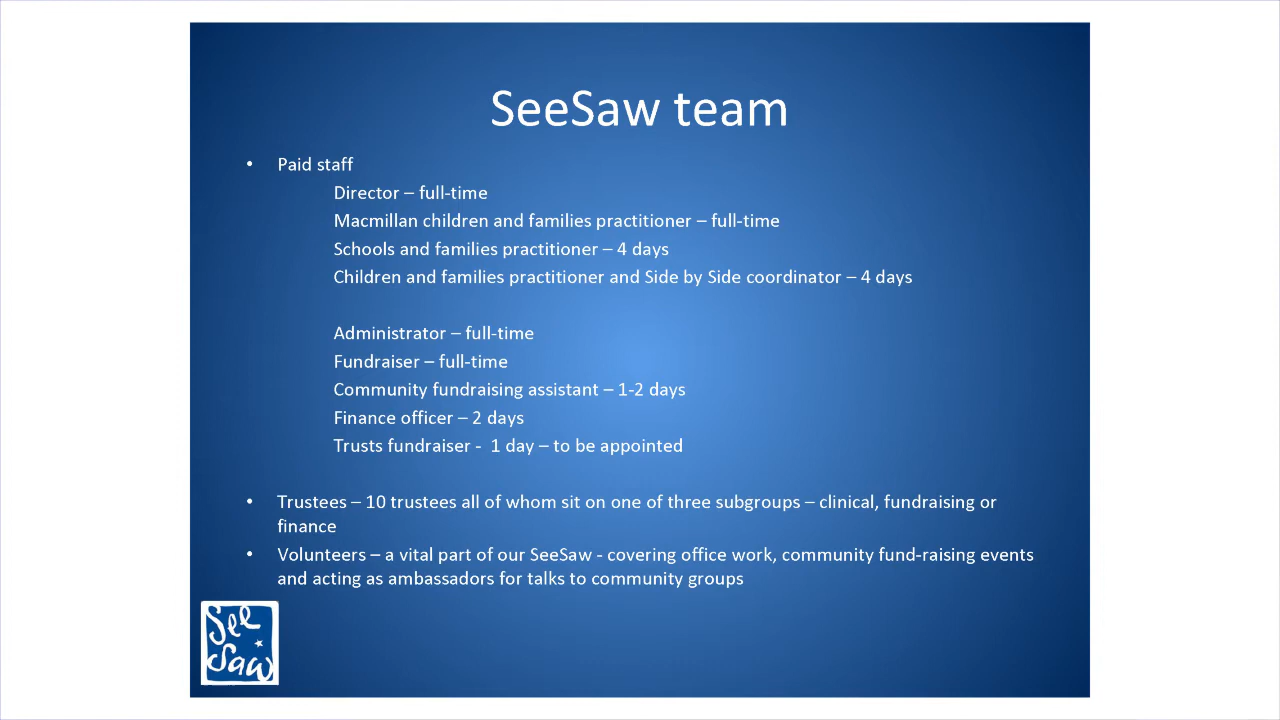 SeeSaw team
• Paid staff
Director – full-time
Macmillan children and families practitioner – full-time
Schools and families practitioner – 4 days
Children and families practitioner and Side by Side coordinator – 4 days
Administrator – full-time
Fundraiser – full-time
Community fundraising assistant – 1-2 days
Finance officer – 2 days
Trusts fundraiser -  1 day – to be appointed
• Trustees – 10 trustees all of whom sit on one of three subgroups – clinical, fundraising or
finance
• Volunteers – a vital part of our SeeSaw - covering office work, community fund-raising events
and acting as ambassadors for talks to community groups
See
Saw